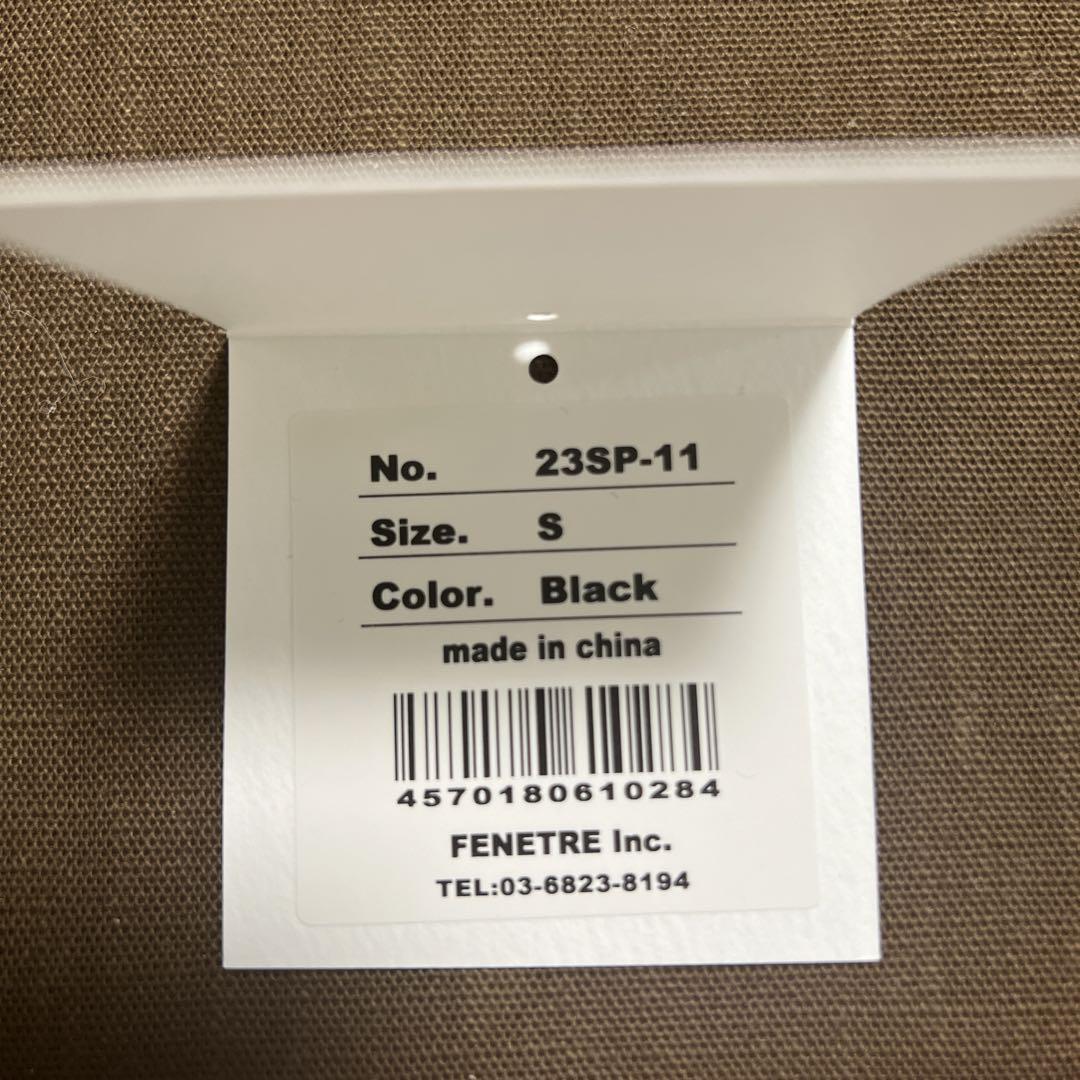 No. 23SP-11
Size. S
Color. Black
made in china
4570180610284
FENETRE Inc.
TEL:03-6823-8194